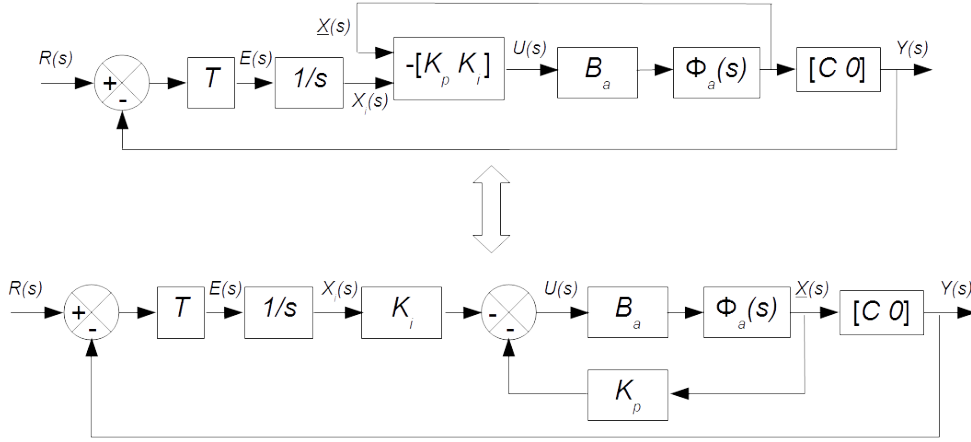 X(s)
R(s) + - T E(s) 1/s X_i(s) -[K_p K_i] U(s) B_a Φ_a(s) [C 0] Y(s)
R(s) + - T E(s) 1/s X_i(s) K_i - - U(s) B_a Φ_a(s) X(s) [C 0] Y(s)
K_p